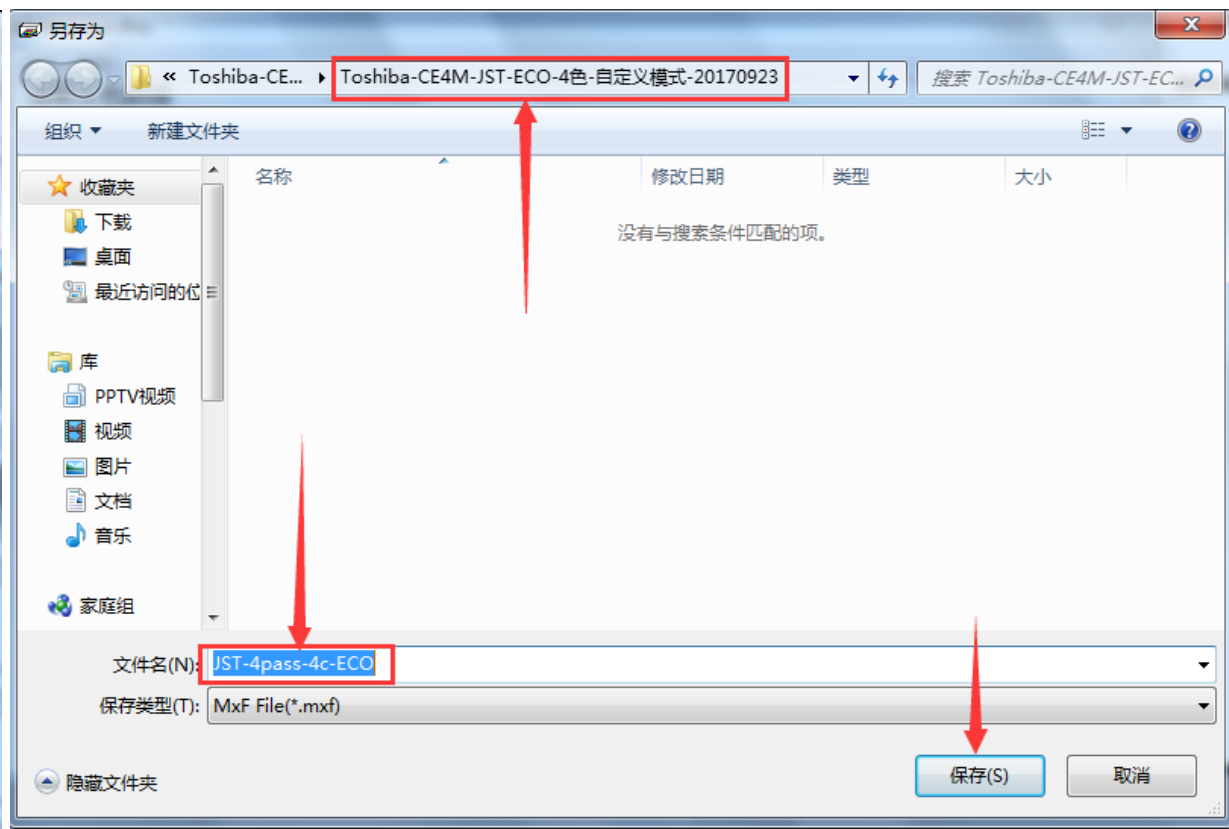 另存为
« Toshiba-CE... ▸ Toshiba-CE4M-JST-ECO-4色-自定义模式-20170923
搜索 Toshiba-CE4M-JST-EC...
组织 新建文件夹
名称 修改日期 类型 大小
没有与搜索条件匹配的项。
收藏夹
下载
桌面
最近访问的位
库
PPTV视频
视频
图片
文档
音乐
家庭组
文件名(N): JST-4pass-4c-ECO
保存类型(T): MxF File(*.mxf)
隐藏文件夹 保存(S) 取消